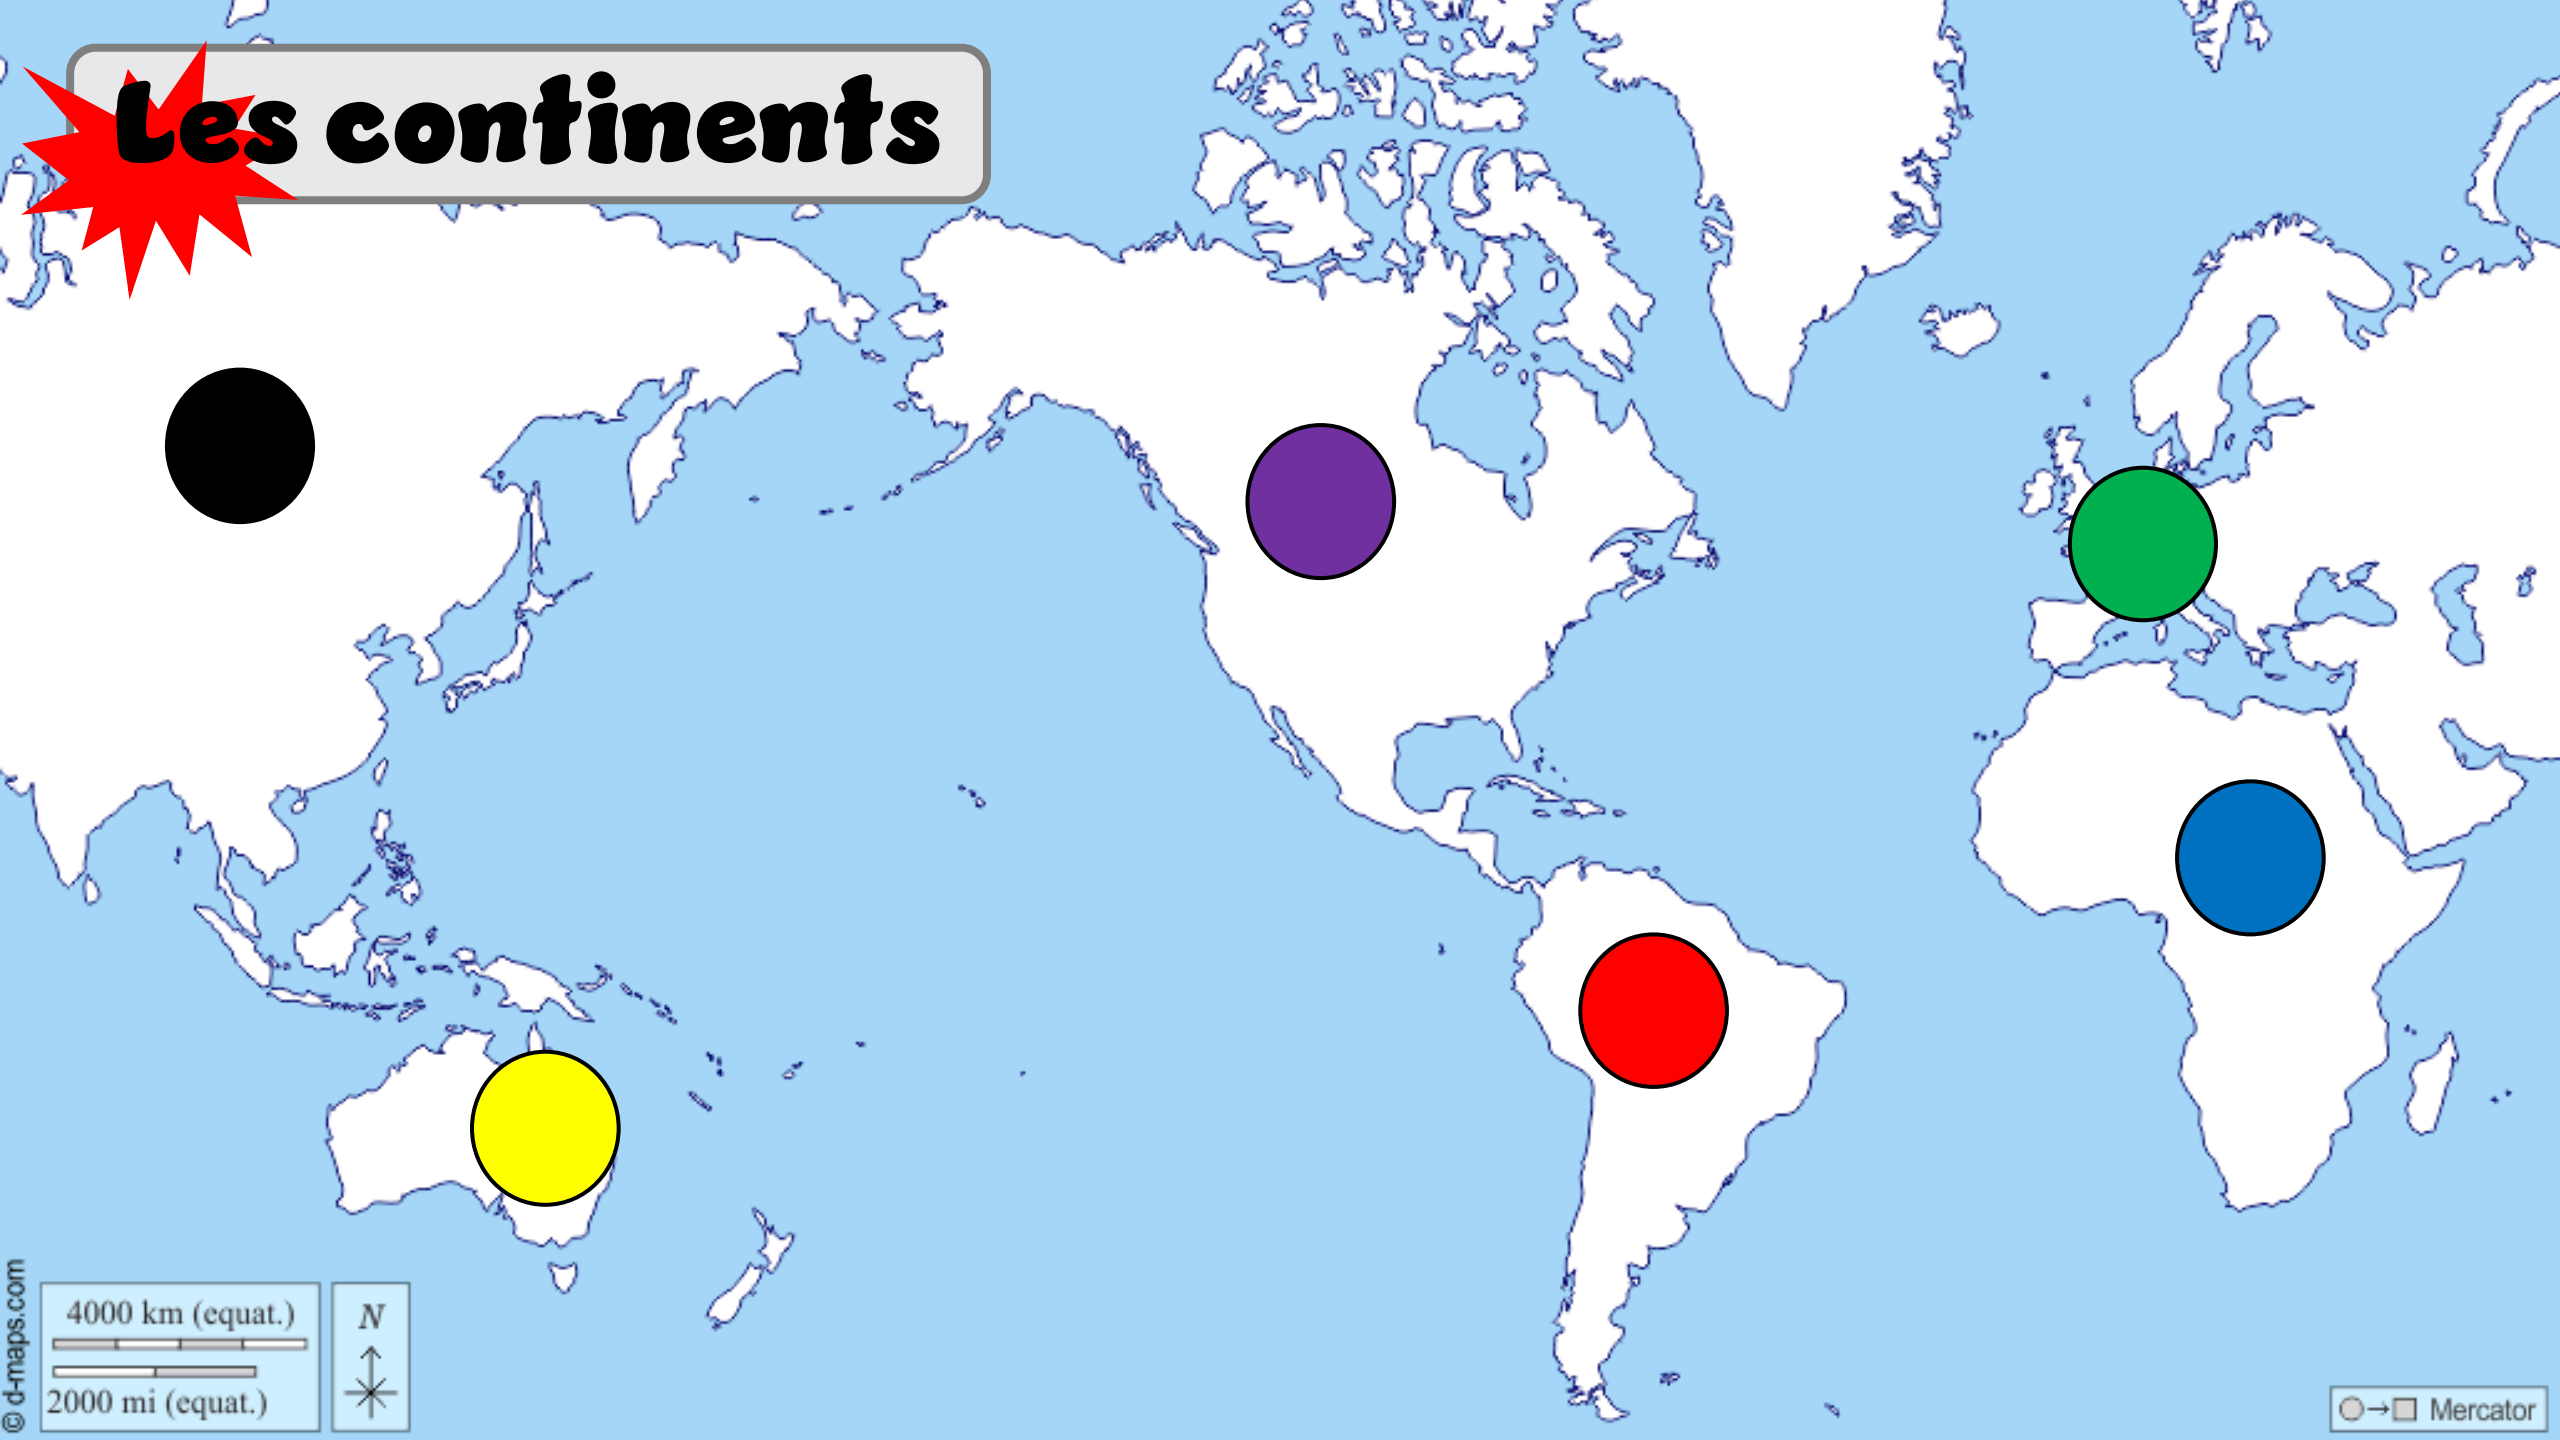 Les continents
© d-maps.com
4000 km (equat.)
2000 mi (equat.)
N
Mercator